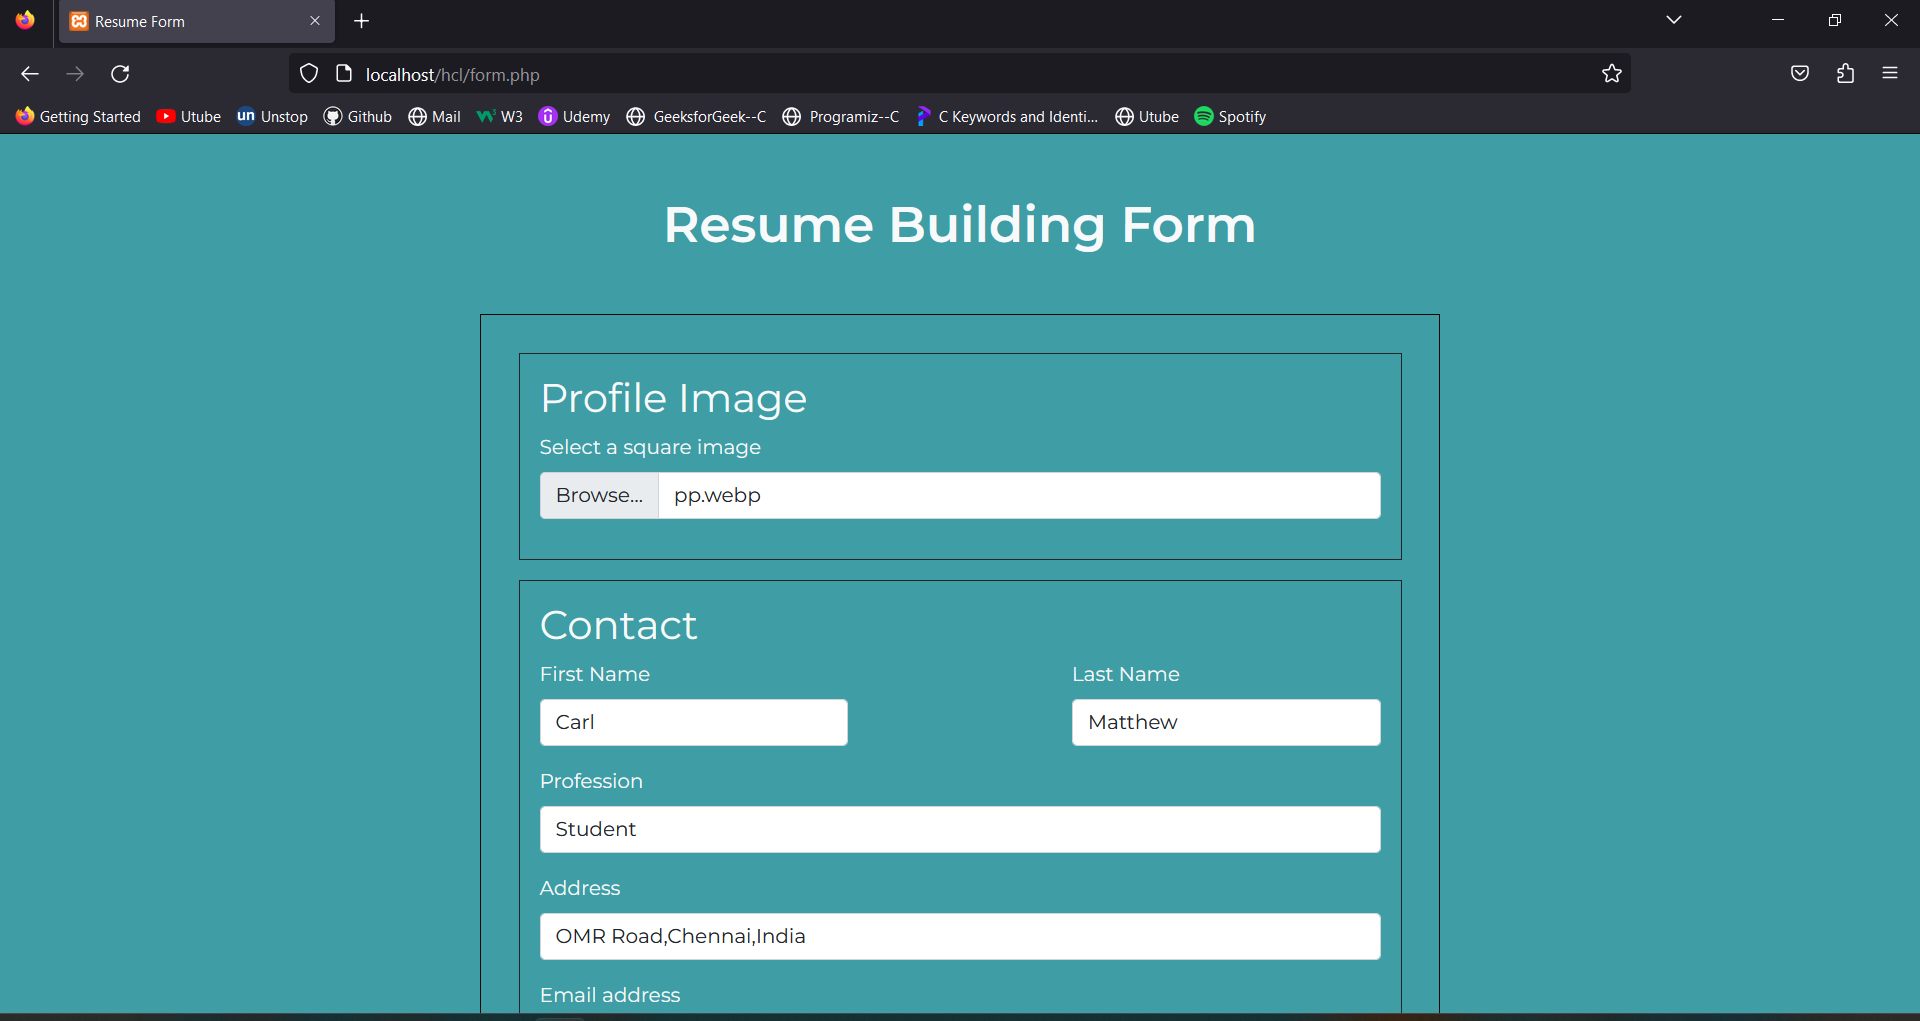 Resume Form
localhost/hcl/form.php
Getting Started Utube un Unstop Github Mail W3 Udemy GeeksforGeek--C Programiz--C C Keywords and Identi... Utube Spotify
Resume Building Form
Profile Image
Select a square image
Browse... pp.webp
Contact
First Name Last Name
Carl Matthew
Profession
Student
Address
OMR Road,Chennai,India
Email address